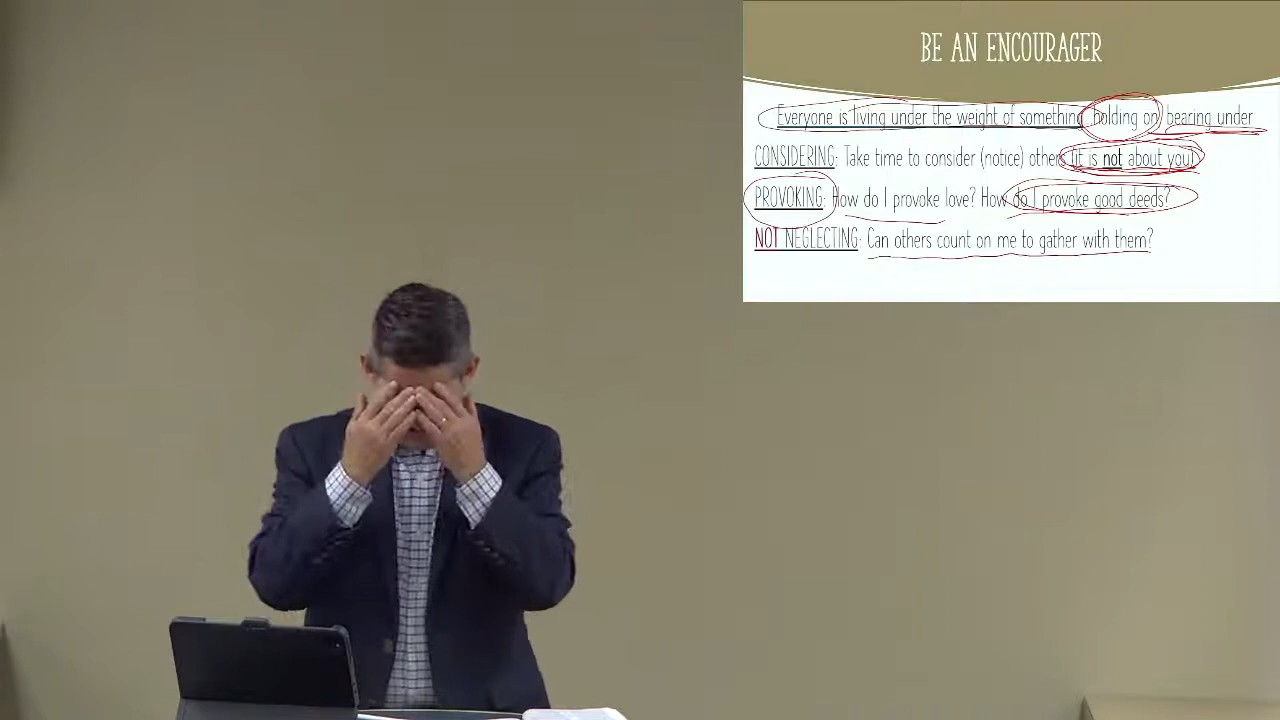 BE AN ENCOURAGER
Everyone is living under the weight of something holding on bearing under
CONSIDERING: Take time to consider (notice) others (it is not about you)
PROVOKING: How do I provoke love? How do I provoke good deeds?
NOT NEGLECTING: Can others count on me to gather with them?